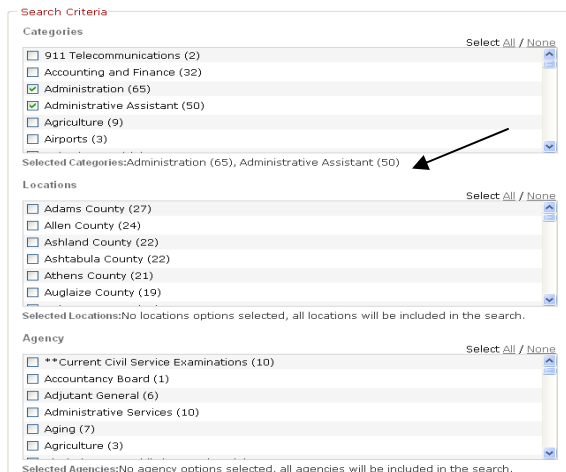 Search Criteria
Categories
Select All / None
911 Telecommunications (2)
Accounting and Finance (32)
Administration (65)
Administrative Assistant (50)
Agriculture (9)
Airports (3)
Selected Categories:Administration (65), Administrative Assistant (50)
Locations
Select All / None
Adams County (27)
Allen County (24)
Ashland County (22)
Ashtabula County (22)
Athens County (21)
Auglaize County (19)
Selected Locations:No locations options selected, all locations will be included in the search.
Agency
Select All / None
**Current Civil Service Examinations (10)
Accountancy Board (1)
Adjutant General (6)
Administrative Services (10)
Aging (7)
Agriculture (3)
Selected Agencies:No agency options selected, all agencies will be included in the search.